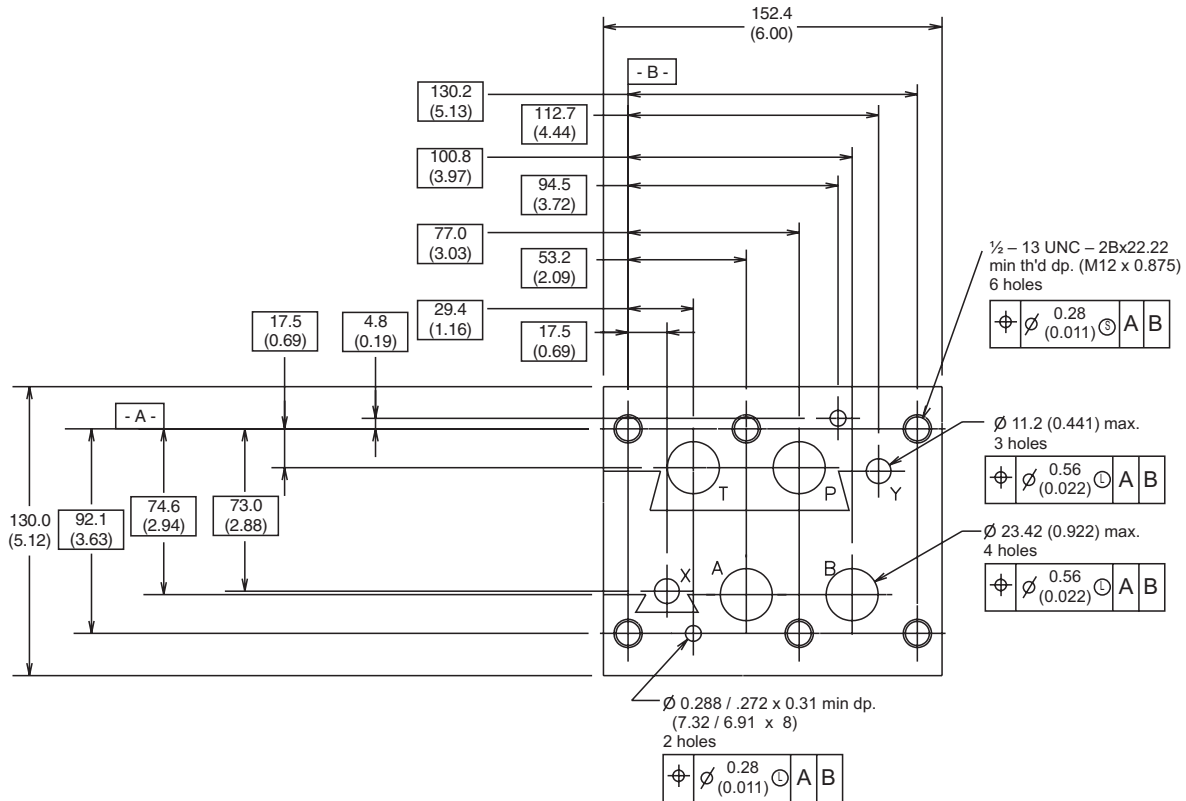 152.4
(6.00)
- B -
130.2
(5.13)
112.7
(4.44)
100.8
(3.97)
94.5
(3.72)
77.0
(3.03)
53.2
(2.09)
29.4
(1.16)
17.5
(0.69)
4.8
(0.19)
17.5
(0.69)
½ – 13 UNC – 2Bx22.22
min th'd dp. (M12 x 0.875)
6 holes
⌖ Ø 0.28 (0.011) Ⓢ A B
- A -
Ø 11.2 (0.441) max.
3 holes
⌖ Ø 0.56 (0.022) Ⓛ A B
T
P
Y
130.0
(5.12)
92.1
(3.63)
74.6
(2.94)
73.0
(2.88)
Ø 23.42 (0.922) max.
4 holes
⌖ Ø 0.56 (0.022) Ⓛ A B
X
A
B
Ø 0.288 / .272 x 0.31 min dp.
(7.32 / 6.91 x 8)
2 holes
⌖ Ø 0.28 (0.011) Ⓛ A B